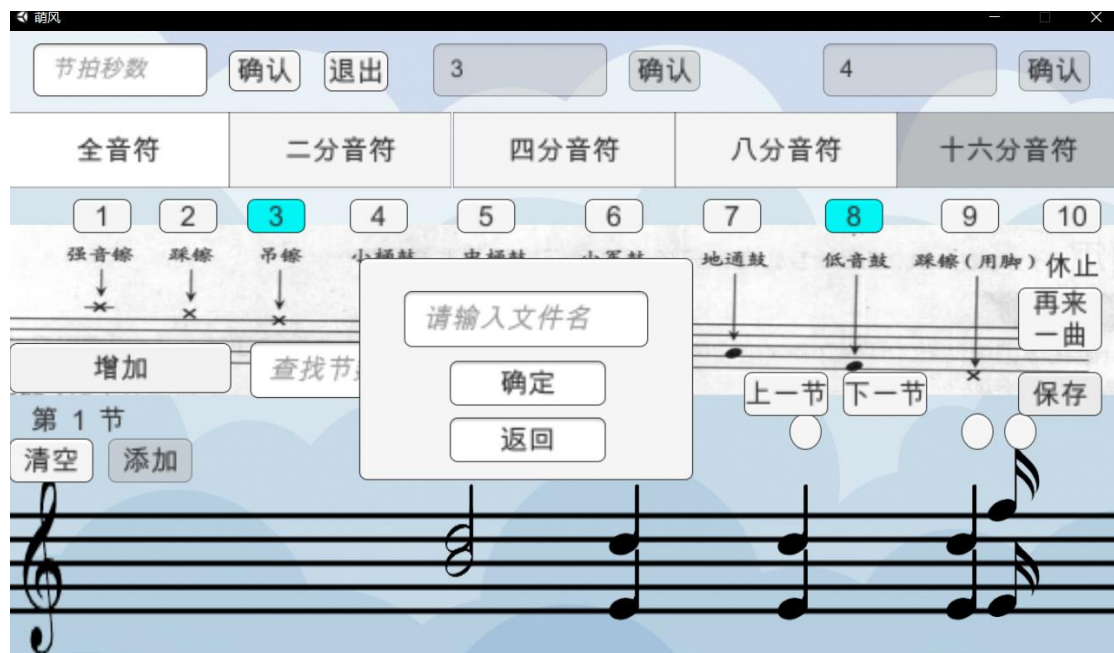 萌风
节拍秒数 确认 退出 3 确认 4 确认
全音符 二分音符 四分音符 八分音符 十六分音符
1 2 3 4 5 6 7 8 9 10
强音镲 踩镲 吊镲 地通鼓 低音鼓 踩镲(用脚) 休止
请输入文件名
再来
一曲
增加 查找节
确定
上一节 下一节 保存
第 1 节
返回
清空 添加